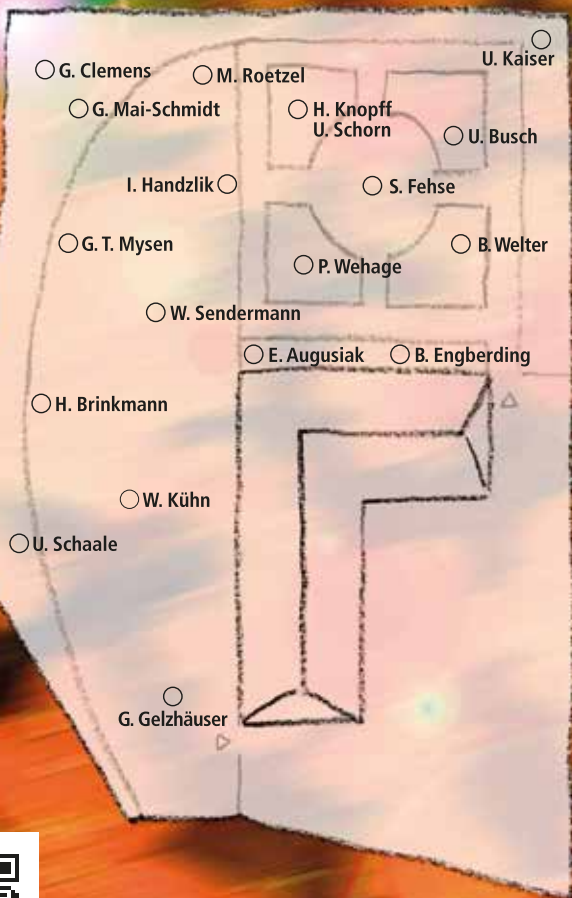 U. Kaiser
G. Clemens
M. Roetzel
G. Mai-Schmidt
H. Knopff
U. Schorn
U. Busch
I. Handzlik
S. Fehse
G. T. Mysen
B. Welter
P. Wehage
W. Sendermann
E. Augusiak
B. Engberding
H. Brinkmann
W. Kühn
U. Schaale
G. Gelzhäuser